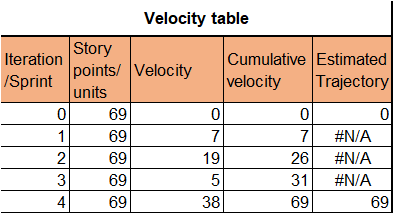 Velocity table
Iteration /Sprint Story points/ units Velocity Cumulative velocity Estimated Trajectory
0 69 0 0 0
1 69 7 7 #N/A
2 69 19 26 #N/A
3 69 5 31 #N/A
4 69 38 69 69